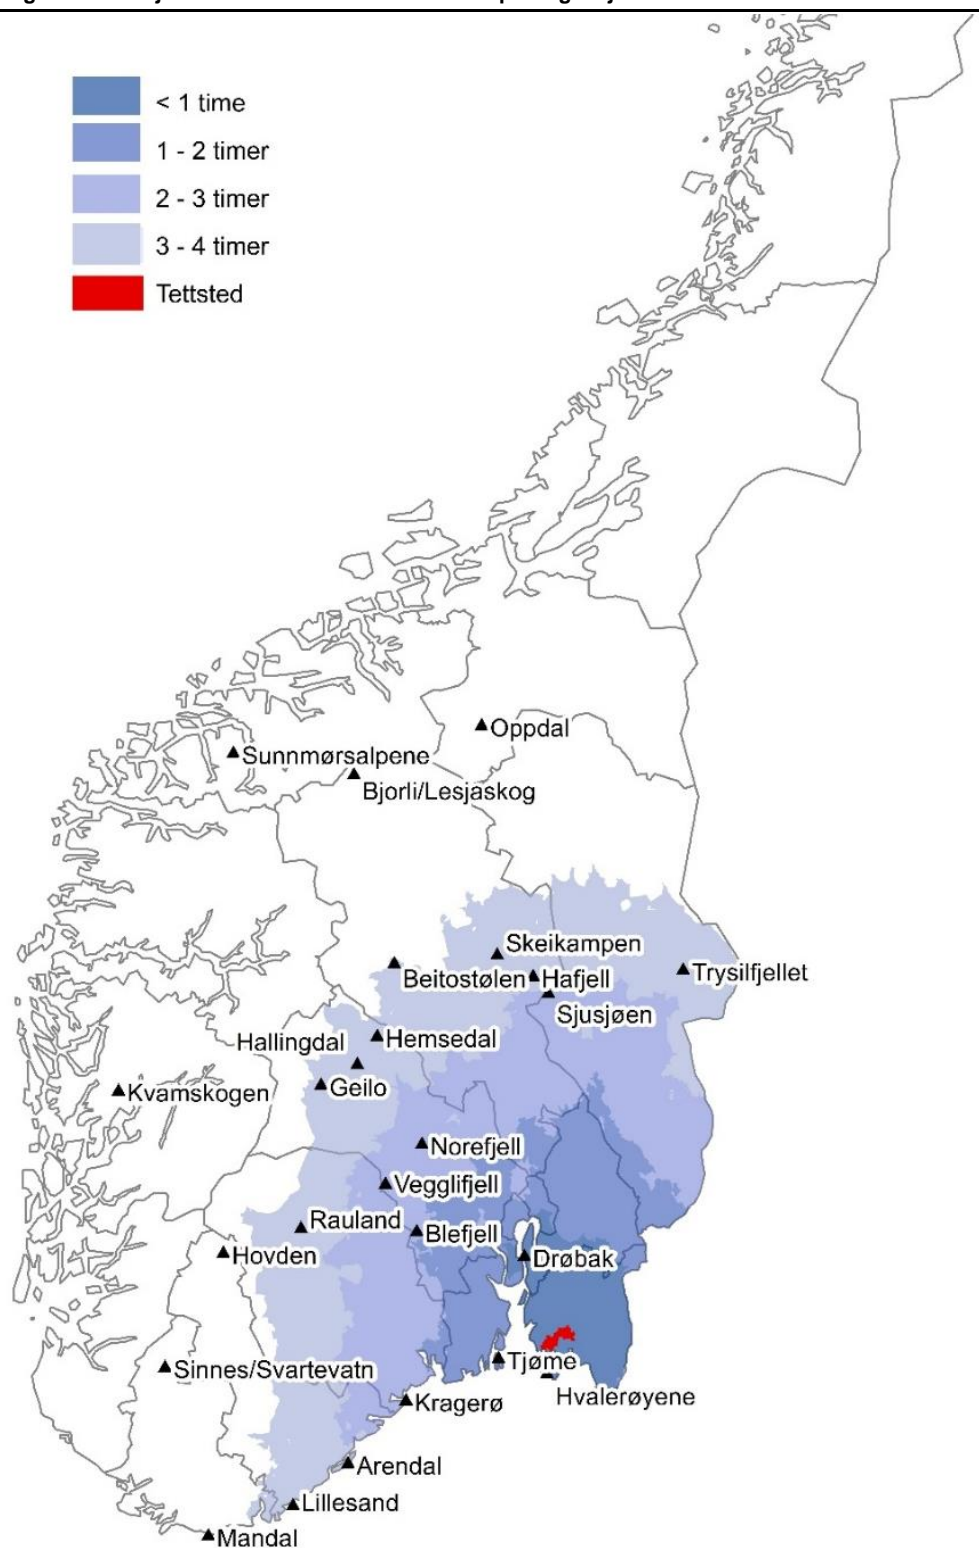 < 1 time
1 - 2 timer
2 - 3 timer
3 - 4 timer
Tettsted
Oppdal
Sunnmørsalpene
Bjorli/Lesjaskog
Skeikampen
Beitostølen
Hafjell
Trysilfjellet
Sjusjøen
Hallingdal
Hemsedal
Geilo
Kvamskogen
Norefjell
Vegglifjell
Rauland
Blefjell
Hovden
Drøbak
Tjøme
Sinnes/Svartevatn
Hvalerøyene
Kragerø
Arendal
Lillesand
Mandal